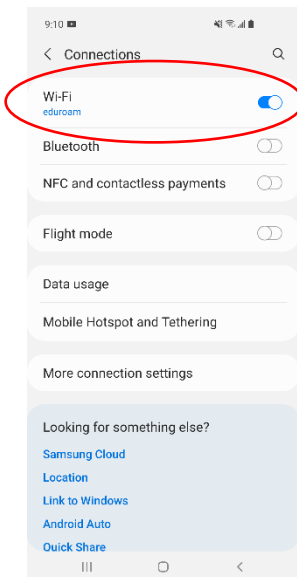 9:10
Connections
Wi-Fi
eduroam
Bluetooth
NFC and contactless payments
Flight mode
Data usage
Mobile Hotspot and Tethering
More connection settings
Looking for something else?
Samsung Cloud
Location
Link to Windows
Android Auto
Quick Share